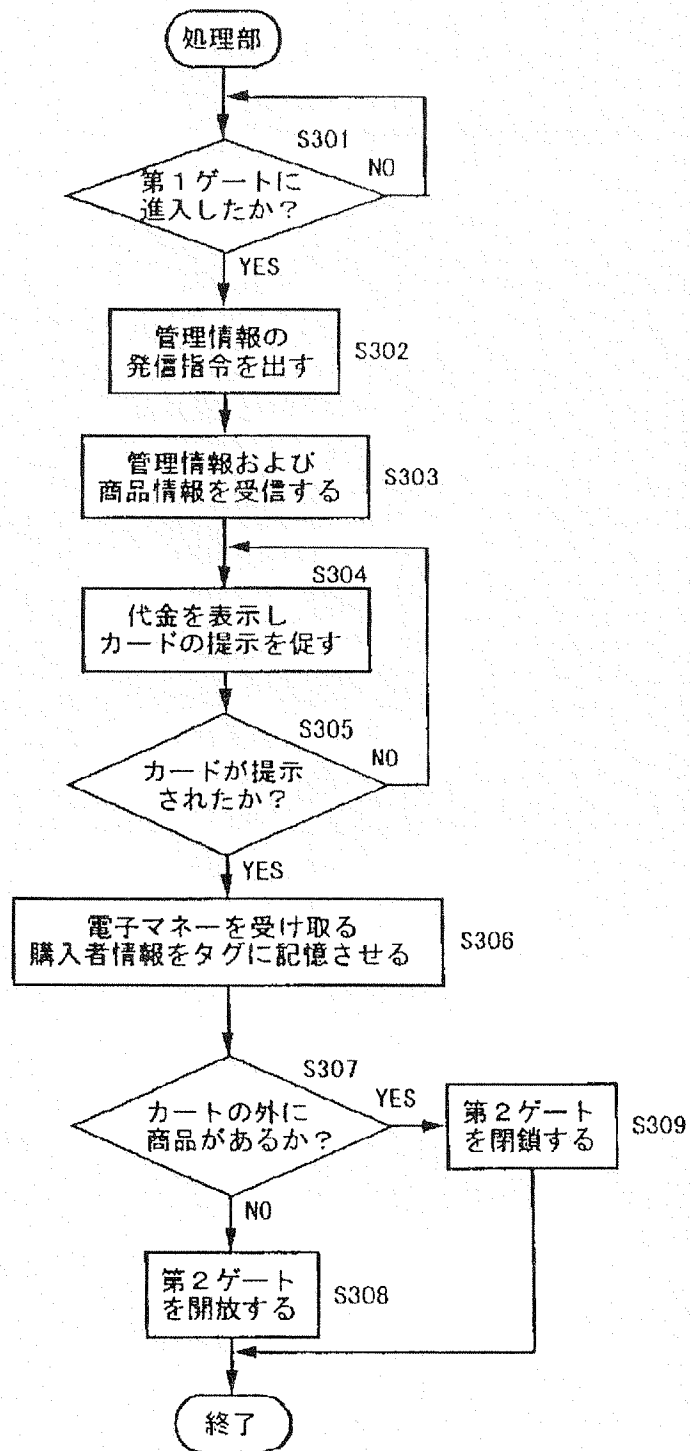 処理部
S301
NO
第1ゲートに
進入したか？
YES
管理情報の
発信指令を出す
S302
管理情報および
商品情報を受信する
S303
S304
代金を表示し
カードの提示を促す
S305
NO
カードが提示
されたか？
YES
電子マネーを受け取る
購入者情報をタグに記憶させる
S306
S307
YES
カートの外に
商品があるか？
第2ゲート
を閉鎖する
S309
NO
第2ゲート
を開放する
S308
終了